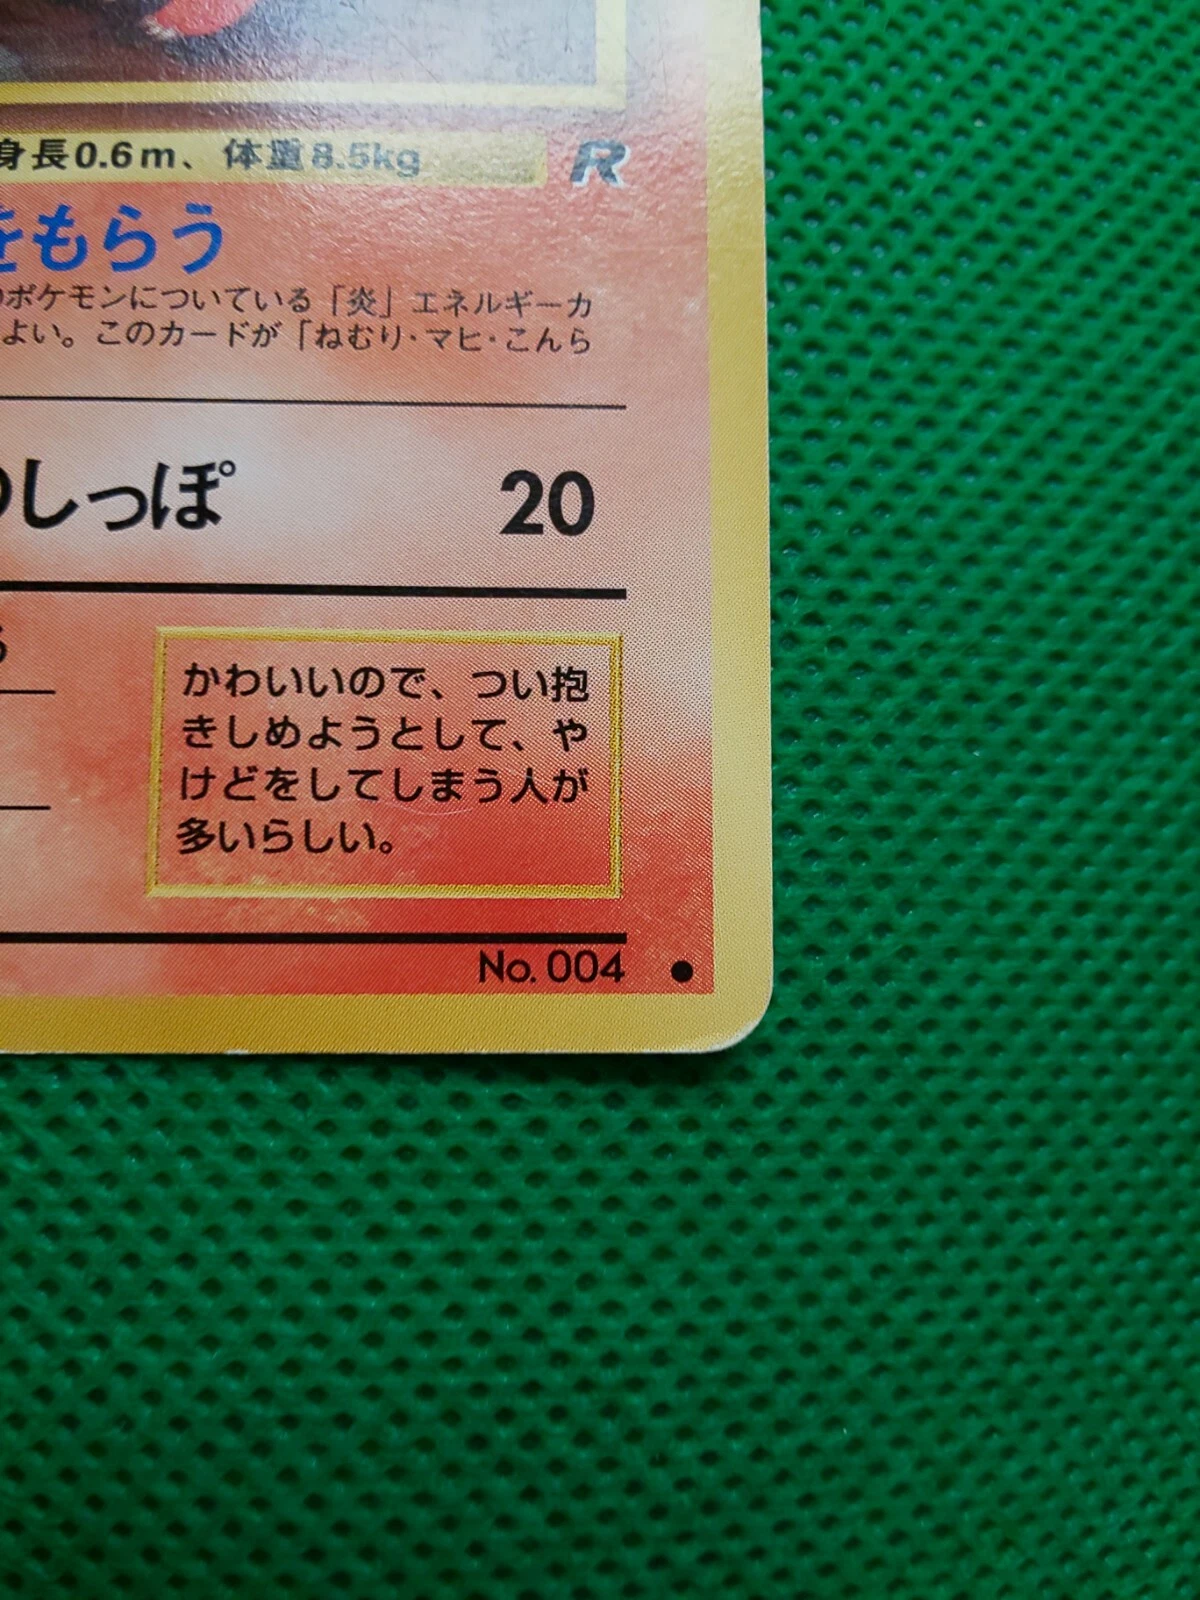 身長0.6m、体重8.5kg R
をもらう
ポケモンについている「炎」エネルギーカ
よい。このカードが「ねむり・マヒ・こんら
のしっぽ 20
かわいいので、つい抱
きしめようとして、や
けどをしてしまう人が
多いらしい。
No. 004 ●